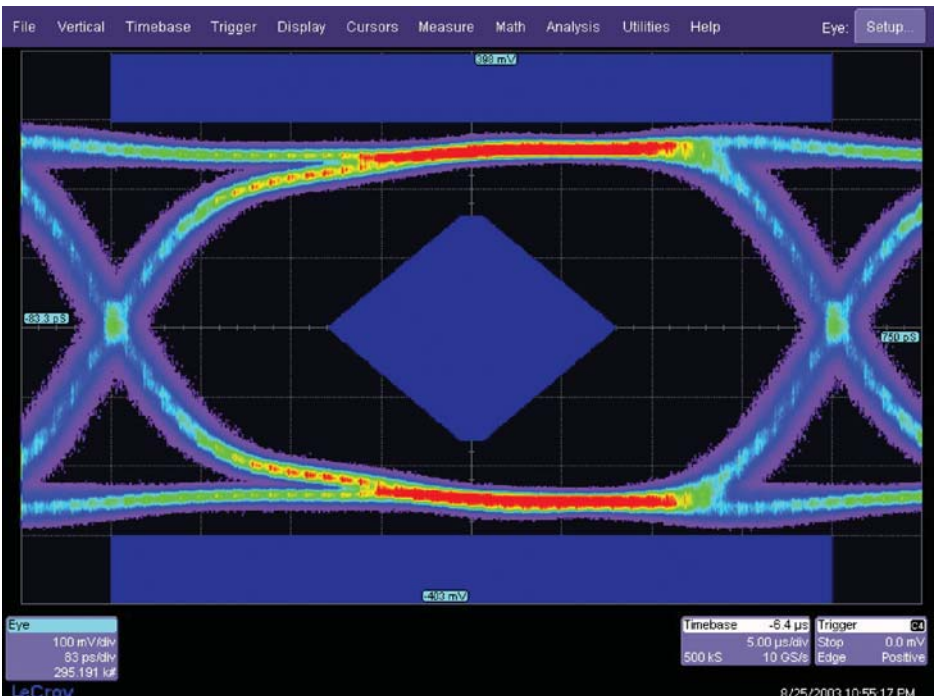 File Vertical Timebase Trigger Display Cursors Measure Math Analysis Utilities Help Eye: Setup...
398 mV
-83.3 pS
750 pS
-403 mV
Eye
100 mV/div
83 ps/div
295.191 k#
Timebase -6.4 µs
5.00 µs/div
500 kS 10 GS/s
Trigger C4
Stop 0.0 mV
Edge Positive
LeCroy
8/25/2003 10:55:17 PM